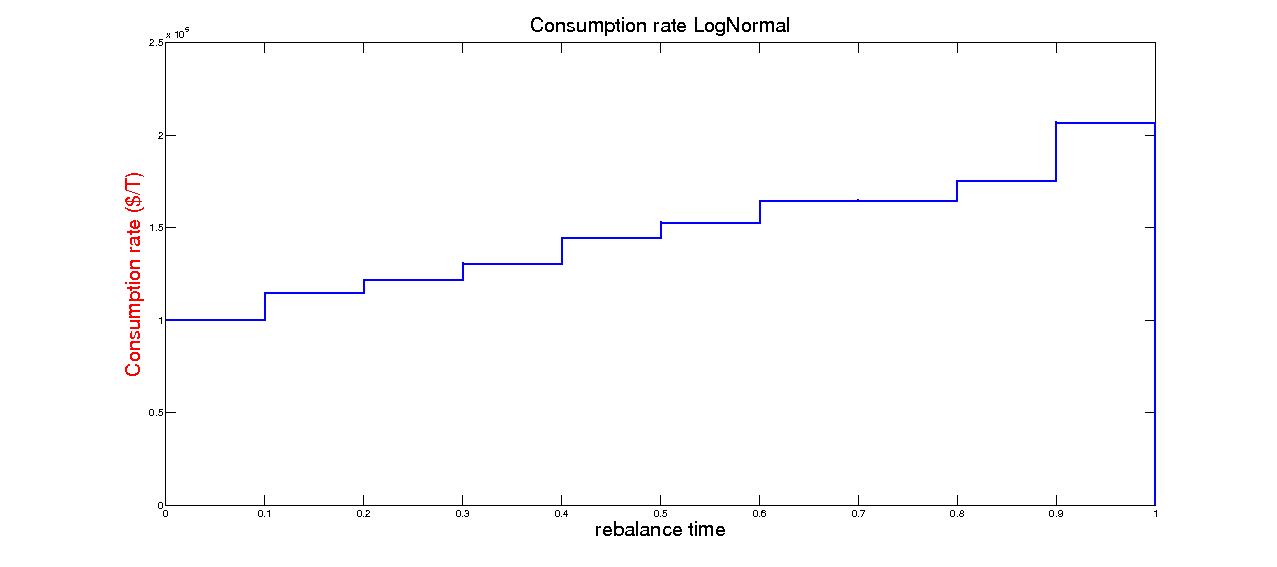 Consumption rate LogNormal
x 10^5
2.5
2
1.5
1
0.5
0
Consumption rate ($/T)
0 0.1 0.2 0.3 0.4 0.5 0.6 0.7 0.8 0.9 1
rebalance time